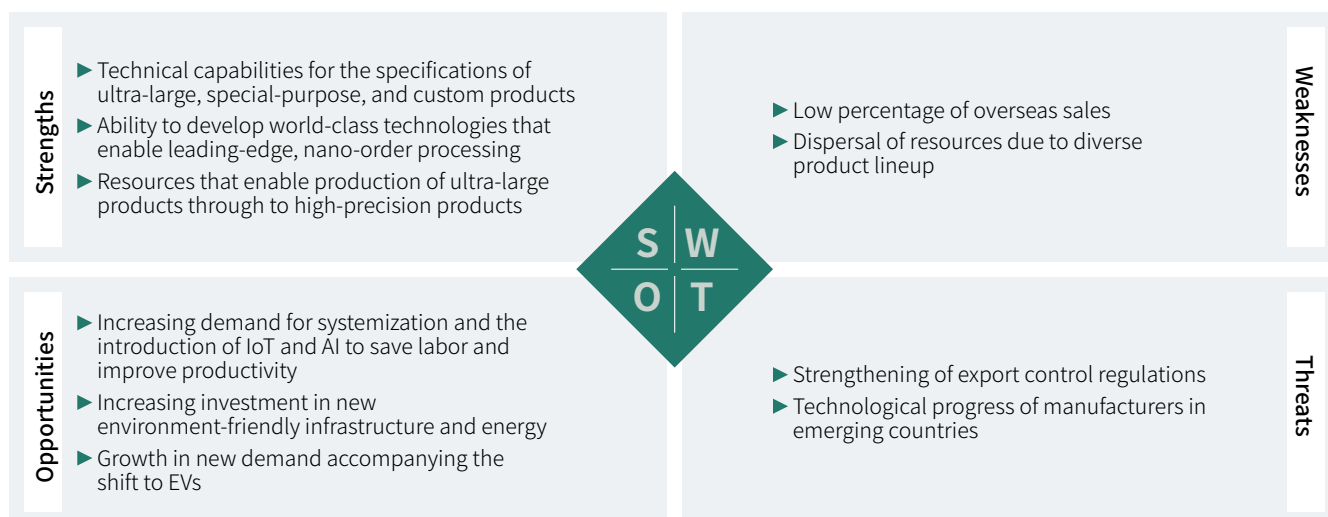 Strengths
▶ Technical capabilities for the specifications of
ultra-large, special-purpose, and custom products
▶ Ability to develop world-class technologies that
enable leading-edge, nano-order processing
▶ Resources that enable production of ultra-large
products through to high-precision products
Weaknesses
▶ Low percentage of overseas sales
▶ Dispersal of resources due to diverse
product lineup
S W
O T
Opportunities
▶ Increasing demand for systemization and the
introduction of IoT and AI to save labor and
improve productivity
▶ Increasing investment in new
environment-friendly infrastructure and energy
▶ Growth in new demand accompanying the
shift to EVs
Threats
▶ Strengthening of export control regulations
▶ Technological progress of manufacturers in
emerging countries